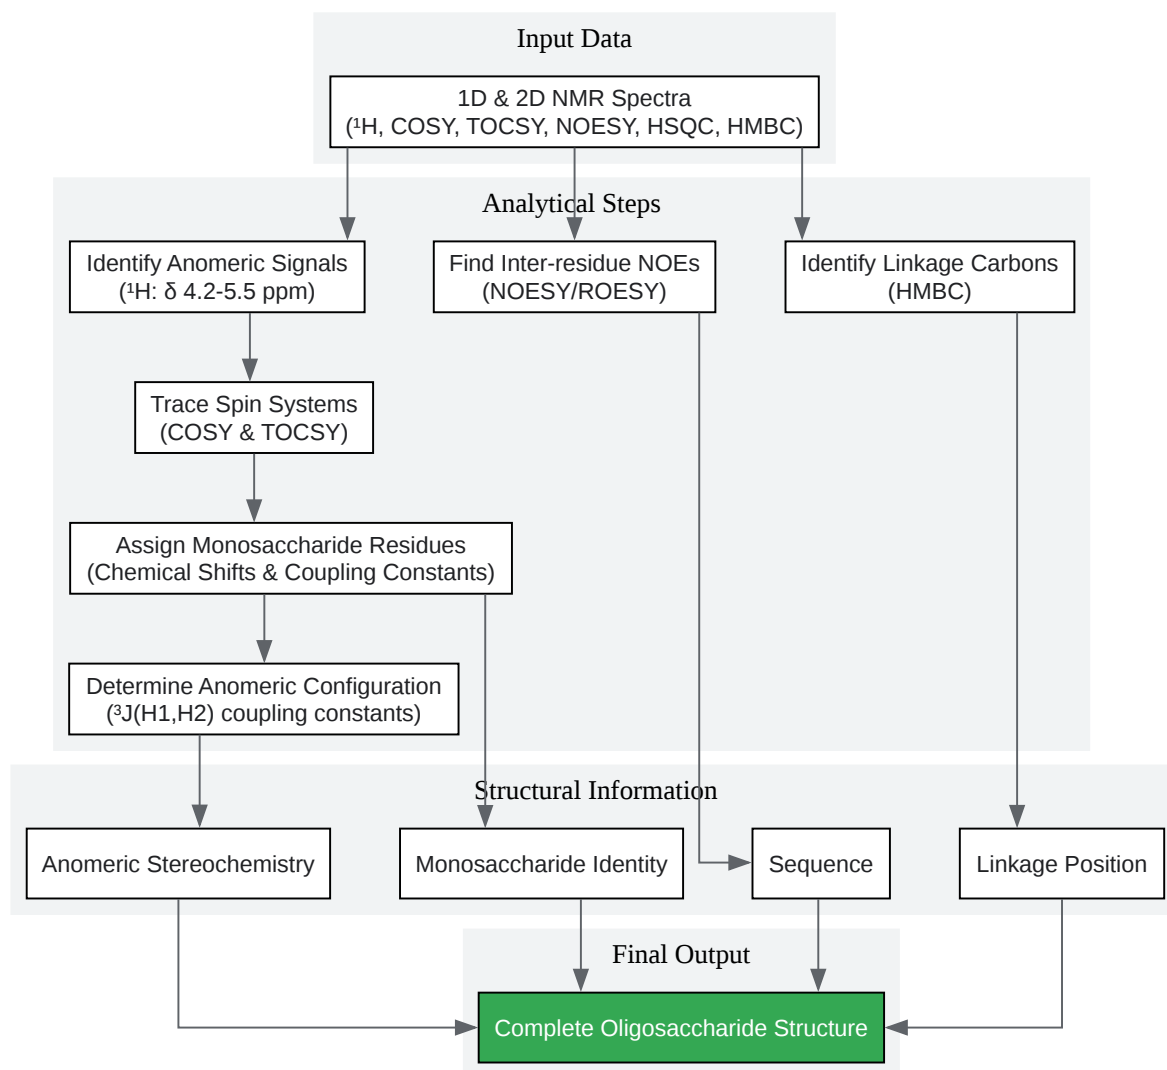 Input Data
1D & 2D NMR Spectra
(¹H, COSY, TOCSY, NOESY, HSQC, HMBC)
Analytical Steps
Identify Anomeric Signals
(¹H: δ 4.2-5.5 ppm)
Find Inter-residue NOEs
(NOESY/ROESY)
Identify Linkage Carbons
(HMBC)
Trace Spin Systems
(COSY & TOCSY)
Assign Monosaccharide Residues
(Chemical Shifts & Coupling Constants)
Determine Anomeric Configuration
(³J(H1,H2) coupling constants)
Structural Information
Anomeric Stereochemistry
Monosaccharide Identity
Sequence
Linkage Position
Final Output
Complete Oligosaccharide Structure